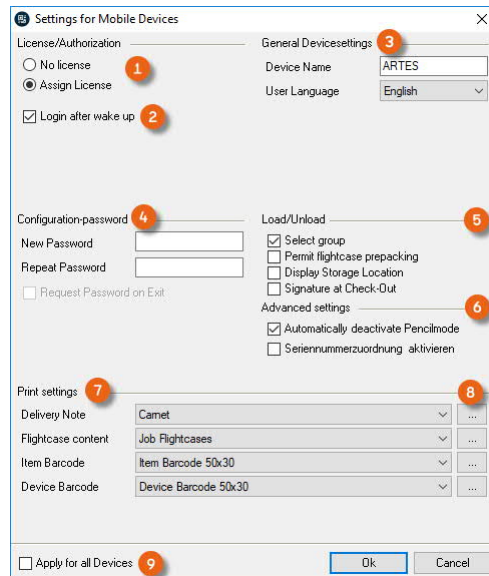 Settings for Mobile Devices
License/Authorization
No license
1
Assign License
Login after wake up 2
General Devicesettings 3
Device Name ARTES
User Language English
Configuration-password 4
New Password
Repeat Password
Request Password on Exit
Load/Unload 5
Select group
Permit flightcase prepacking
Display Storage Location
Signature at Check-Out
Advanced settings 6
Automatically deactivate Pencilmode
Seriennummerzuordnung aktivieren
Print settings 7 8
Delivery Note Carnet ...
Flightcase content Job Flightcases ...
Item Barcode Item Barcode 50x30 ...
Device Barcode Device Barcode 50x30 ...
Apply for all Devices 9 Ok Cancel